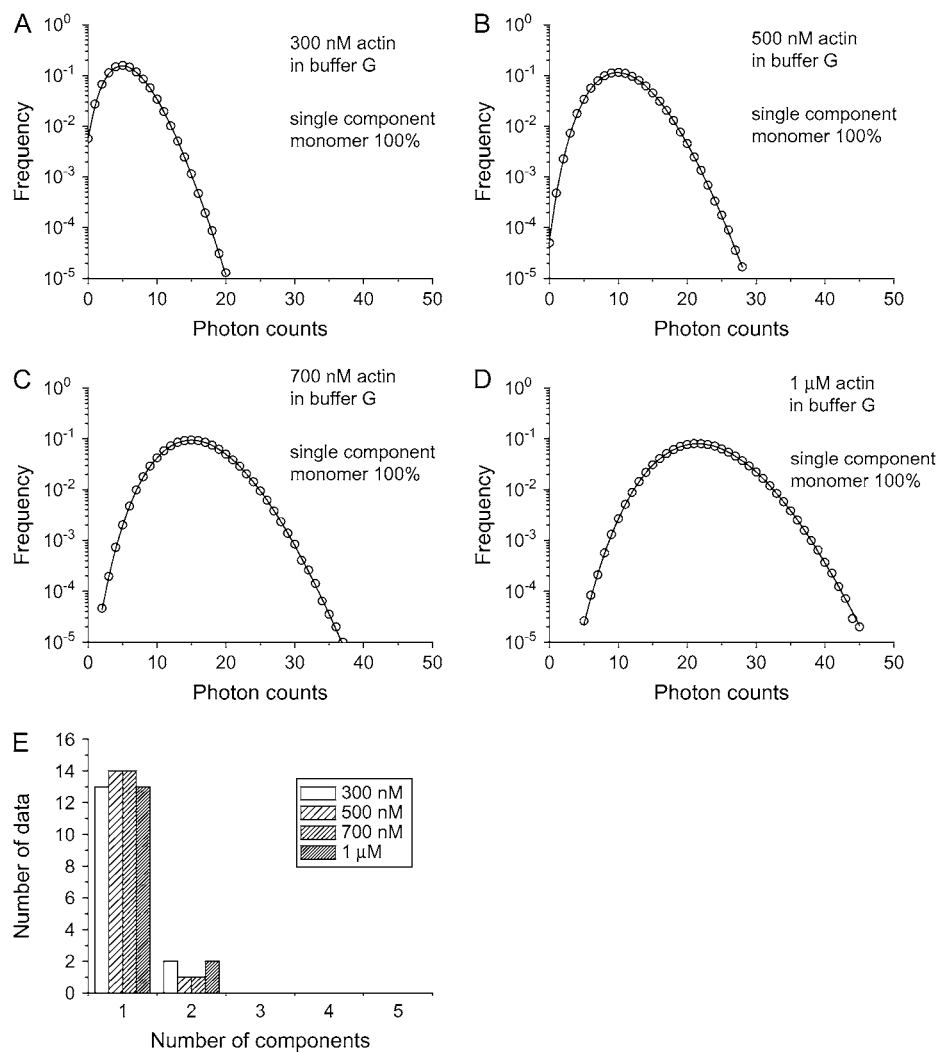 A
300 nM actin
in buffer G
single component
monomer 100%
Frequency
10^0
10^-1
10^-2
10^-3
10^-4
10^-5
0 10 20 30 40 50
Photon counts
B
500 nM actin
in buffer G
single component
monomer 100%
Frequency
10^0
10^-1
10^-2
10^-3
10^-4
10^-5
0 10 20 30 40 50
Photon counts
C
700 nM actin
in buffer G
single component
monomer 100%
Frequency
10^0
10^-1
10^-2
10^-3
10^-4
10^-5
0 10 20 30 40 50
Photon counts
D
1 µM actin
in buffer G
single component
monomer 100%
Frequency
10^0
10^-1
10^-2
10^-3
10^-4
10^-5
0 10 20 30 40 50
Photon counts
E
Number of data
16
14
12
10
8
6
4
2
0
1 2 3 4 5
Number of components
300 nM
500 nM
700 nM
1 µM